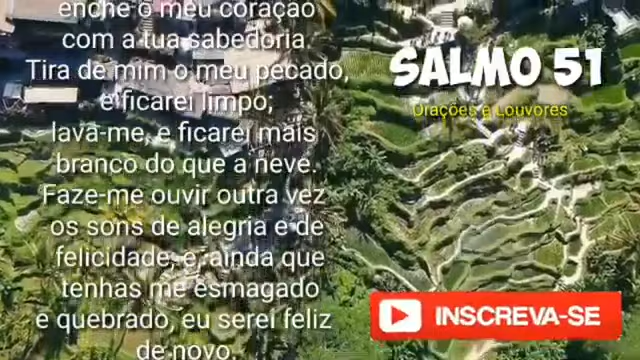 enche o meu coração
com a tua sabedoria.
Tira de mim o meu pecado,
e ficarei limpo;
lava-me, e ficarei mais
branco do que a neve.
Faze-me ouvir outra vez
os sons de alegria e de
felicidade; e, ainda que
tenhas me esmagado
e quebrado, eu serei feliz
de novo.
SALMO 51
Orações e Louvores
INSCREVA-SE